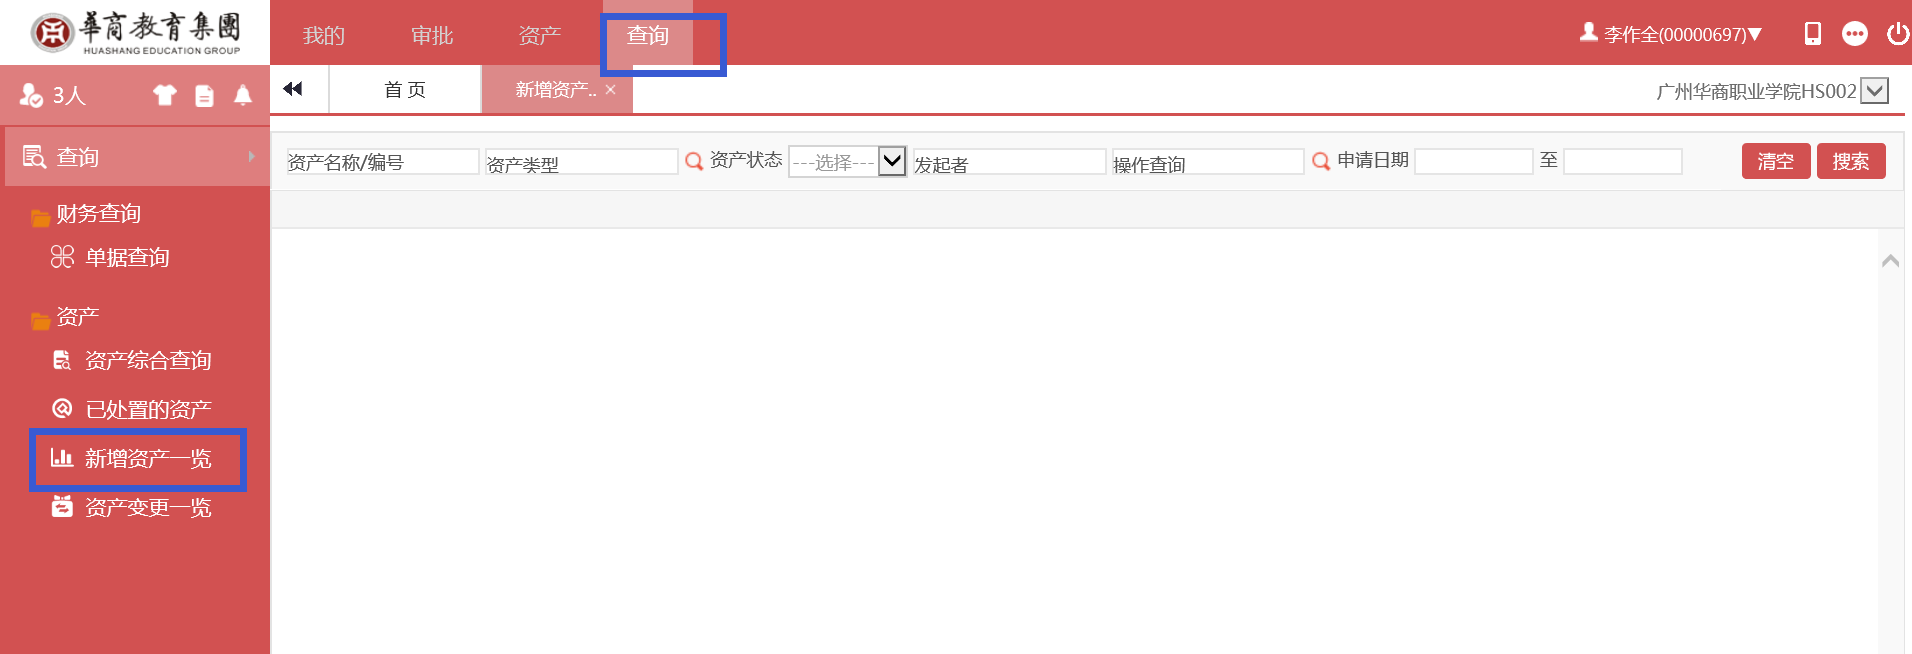 華商教育集團
HUASHANG EDUCATION GROUP
我的 审批 资产 查询
李作全(00000697)▼
3人
首 页 新增资产.. ×
广州华商职业学院HS002
查询
资产名称/编号 资产类型 资产状态 ---选择--- 发起者 操作查询 申请日期 至 清空 搜索
财务查询
单据查询
资产
资产综合查询
已处置的资产
新增资产一览
资产变更一览